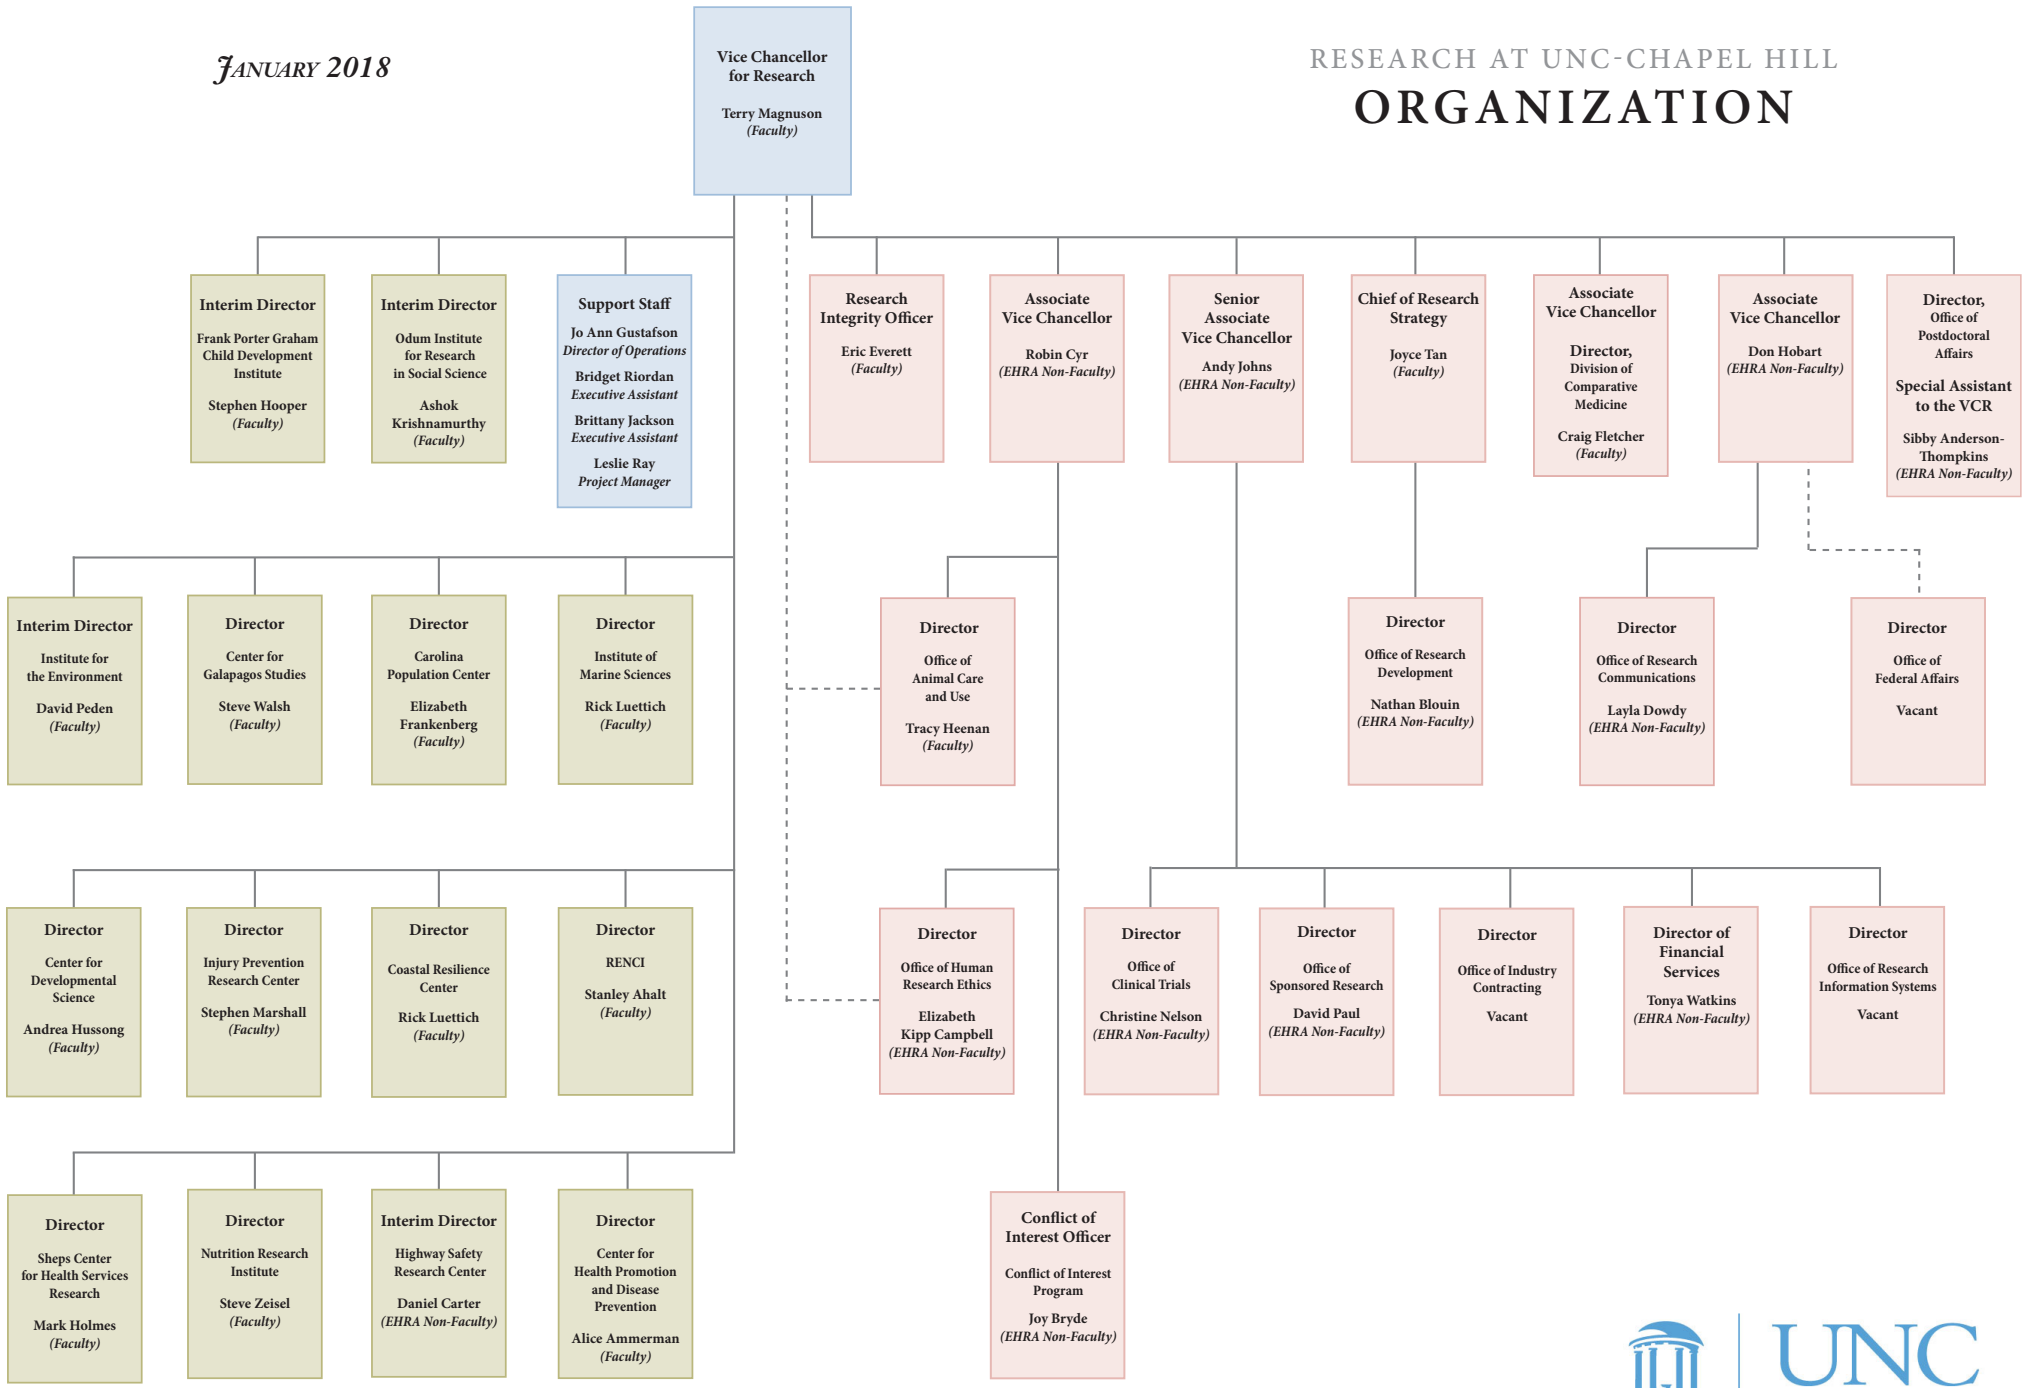 JANUARY 2018
RESEARCH AT UNC-CHAPEL HILL
ORGANIZATION
Vice Chancellor
for Research
Terry Magnuson
(Faculty)
Interim Director
Frank Porter Graham
Child Development
Institute
Stephen Hooper
(Faculty)
Interim Director
Odum Institute
for Research
in Social Science
Ashok
Krishnamurthy
(Faculty)
Support Staff
Jo Ann Gustafson
Director of Operations
Bridget Riordan
Executive Assistant
Brittany Jackson
Executive Assistant
Leslie Ray
Project Manager
Research
Integrity Officer
Eric Everett
(Faculty)
Associate
Vice Chancellor
Robin Cyr
(EHRA Non-Faculty)
Senior
Associate
Vice Chancellor
Andy Johns
(EHRA Non-Faculty)
Chief of Research
Strategy
Joyce Tan
(Faculty)
Associate
Vice Chancellor
Director,
Division of
Comparative
Medicine
Craig Fletcher
(Faculty)
Associate
Vice Chancellor
Don Hobart
(EHRA Non-Faculty)
Director,
Office of
Postdoctoral
Affairs
Special Assistant
to the VCR
Sibby Anderson-
Thompkins
(EHRA Non-Faculty)
Interim Director
Institute for
the Environment
David Peden
(Faculty)
Director
Center for
Galapagos Studies
Steve Walsh
(Faculty)
Director
Carolina
Population Center
Elizabeth
Frankenberg
(Faculty)
Director
Institute of
Marine Sciences
Rick Luettich
(Faculty)
Director
Office of
Animal Care
and Use
Tracy Heenan
(Faculty)
Director
Office of Research
Development
Nathan Blouin
(EHRA Non-Faculty)
Director
Office of Research
Communications
Layla Dowdy
(EHRA Non-Faculty)
Director
Office of
Federal Affairs
Vacant
Director
Center for
Developmental
Science
Andrea Hussong
(Faculty)
Director
Injury Prevention
Research Center
Stephen Marshall
(Faculty)
Director
Coastal Resilience
Center
Rick Luettich
(Faculty)
Director
RENCI
Stanley Ahalt
(Faculty)
Director
Office of Human
Research Ethics
Elizabeth
Kipp Campbell
(EHRA Non-Faculty)
Director
Office of
Clinical Trials
Christine Nelson
(EHRA Non-Faculty)
Director
Office of
Sponsored Research
David Paul
(EHRA Non-Faculty)
Director
Office of Industry
Contracting
Vacant
Director of
Financial
Services
Tonya Watkins
(EHRA Non-Faculty)
Director
Office of Research
Information Systems
Vacant
Director
Sheps Center
for Health Services
Research
Mark Holmes
(Faculty)
Director
Nutrition Research
Institute
Steve Zeisel
(Faculty)
Interim Director
Highway Safety
Research Center
Daniel Carter
(EHRA Non-Faculty)
Director
Center for
Health Promotion
and Disease
Prevention
Alice Ammerman
(Faculty)
Conflict of
Interest Officer
Conflict of Interest
Program
Joy Bryde
(EHRA Non-Faculty)
UNC